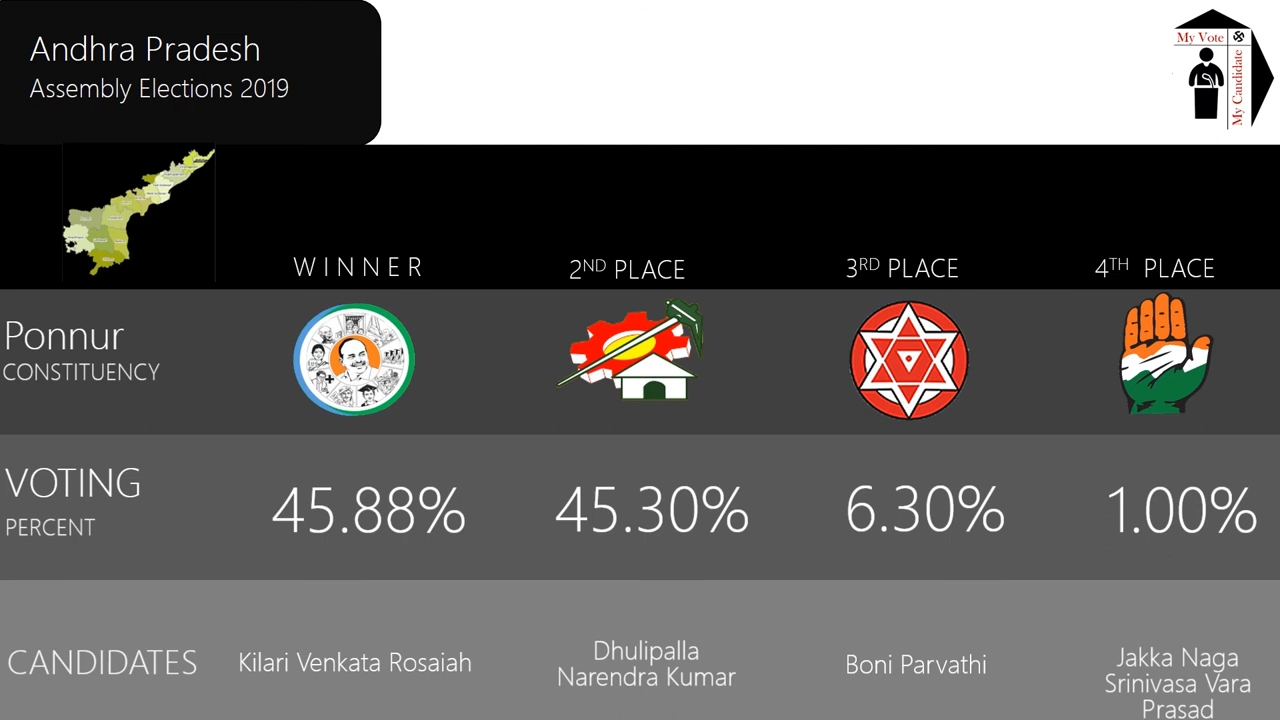 Andhra Pradesh
Assembly Elections 2019
My Vote
My Candidate
WINNER
2ND PLACE
3RD PLACE
4TH PLACE
Ponnur
CONSTITUENCY
VOTING
PERCENT
45.88%
45.30%
6.30%
1.00%
CANDIDATES
Kilari Venkata Rosaiah
Dhulipalla
Narendra Kumar
Boni Parvathi
Jakka Naga
Srinivasa Vara
Prasad